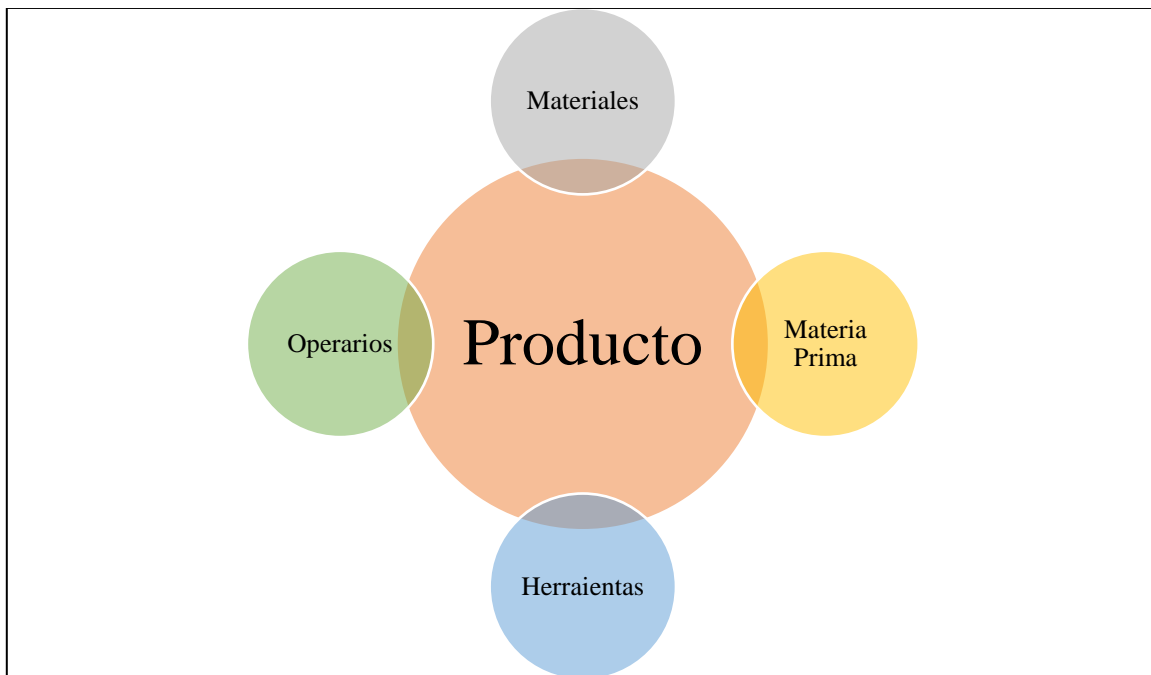 Materiales
Operarios
Producto
Materia
Prima
Herraientas